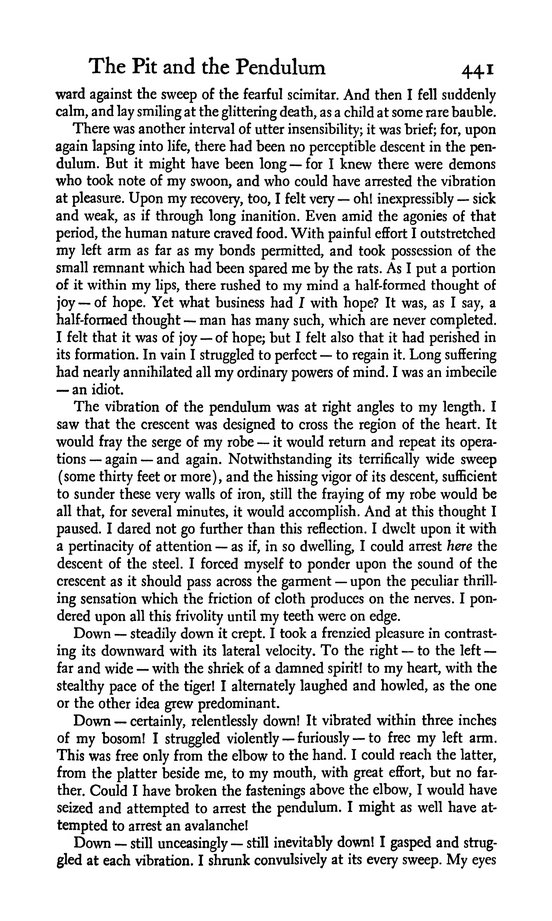 The Pit and the Pendulum 441
ward against the sweep of the fearful scimitar. And then I fell suddenly
calm, and lay smiling at the glittering death, as a child at some rare bauble.
There was another interval of utter insensibility; it was brief; for, upon
again lapsing into life, there had been no perceptible descent in the pen-
dulum. But it might have been long — for I knew there were demons
who took note of my swoon, and who could have arrested the vibration
at pleasure. Upon my recovery, too, I felt very — oh! inexpressibly — sick
and weak, as if through long inanition. Even amid the agonies of that
period, the human nature craved food. With painful effort I outstretched
my left arm as far as my bonds permitted, and took possession of the
small remnant which had been spared me by the rats. As I put a portion
of it within my lips, there rushed to my mind a half-formed thought of
joy — of hope. Yet what business had I with hope? It was, as I say, a
half-formed thought — man has many such, which are never completed.
I felt that it was of joy — of hope; but I felt also that it had perished in
its formation. In vain I struggled to perfect — to regain it. Long suffering
had nearly annihilated all my ordinary powers of mind. I was an imbecile
— an idiot.
The vibration of the pendulum was at right angles to my length. I
saw that the crescent was designed to cross the region of the heart. It
would fray the serge of my robe — it would return and repeat its opera-
tions — again — and again. Notwithstanding its terrifically wide sweep
(some thirty feet or more), and the hissing vigor of its descent, sufficient
to sunder these very walls of iron, still the fraying of my robe would be
all that, for several minutes, it would accomplish. And at this thought I
paused. I dared not go further than this reflection. I dwelt upon it with
a pertinacity of attention — as if, in so dwelling, I could arrest here the
descent of the steel. I forced myself to ponder upon the sound of the
crescent as it should pass across the garment — upon the peculiar thrill-
ing sensation which the friction of cloth produces on the nerves. I pon-
dered upon all this frivolity until my teeth were on edge.
Down — steadily down it crept. I took a frenzied pleasure in contrast-
ing its downward with its lateral velocity. To the right — to the left —
far and wide — with the shriek of a damned spirit! to my heart, with the
stealthy pace of the tiger! I alternately laughed and howled, as the one
or the other idea grew predominant.
Down — certainly, relentlessly down! It vibrated within three inches
of my bosom! I struggled violently — furiously — to free my left arm.
This was free only from the elbow to the hand. I could reach the latter,
from the platter beside me, to my mouth, with great effort, but no far-
ther. Could I have broken the fastenings above the elbow, I would have
seized and attempted to arrest the pendulum. I might as well have at-
tempted to arrest an avalanche!
Down — still unceasingly — still inevitably down! I gasped and strug-
gled at each vibration. I shrunk convulsively at its every sweep. My eyes